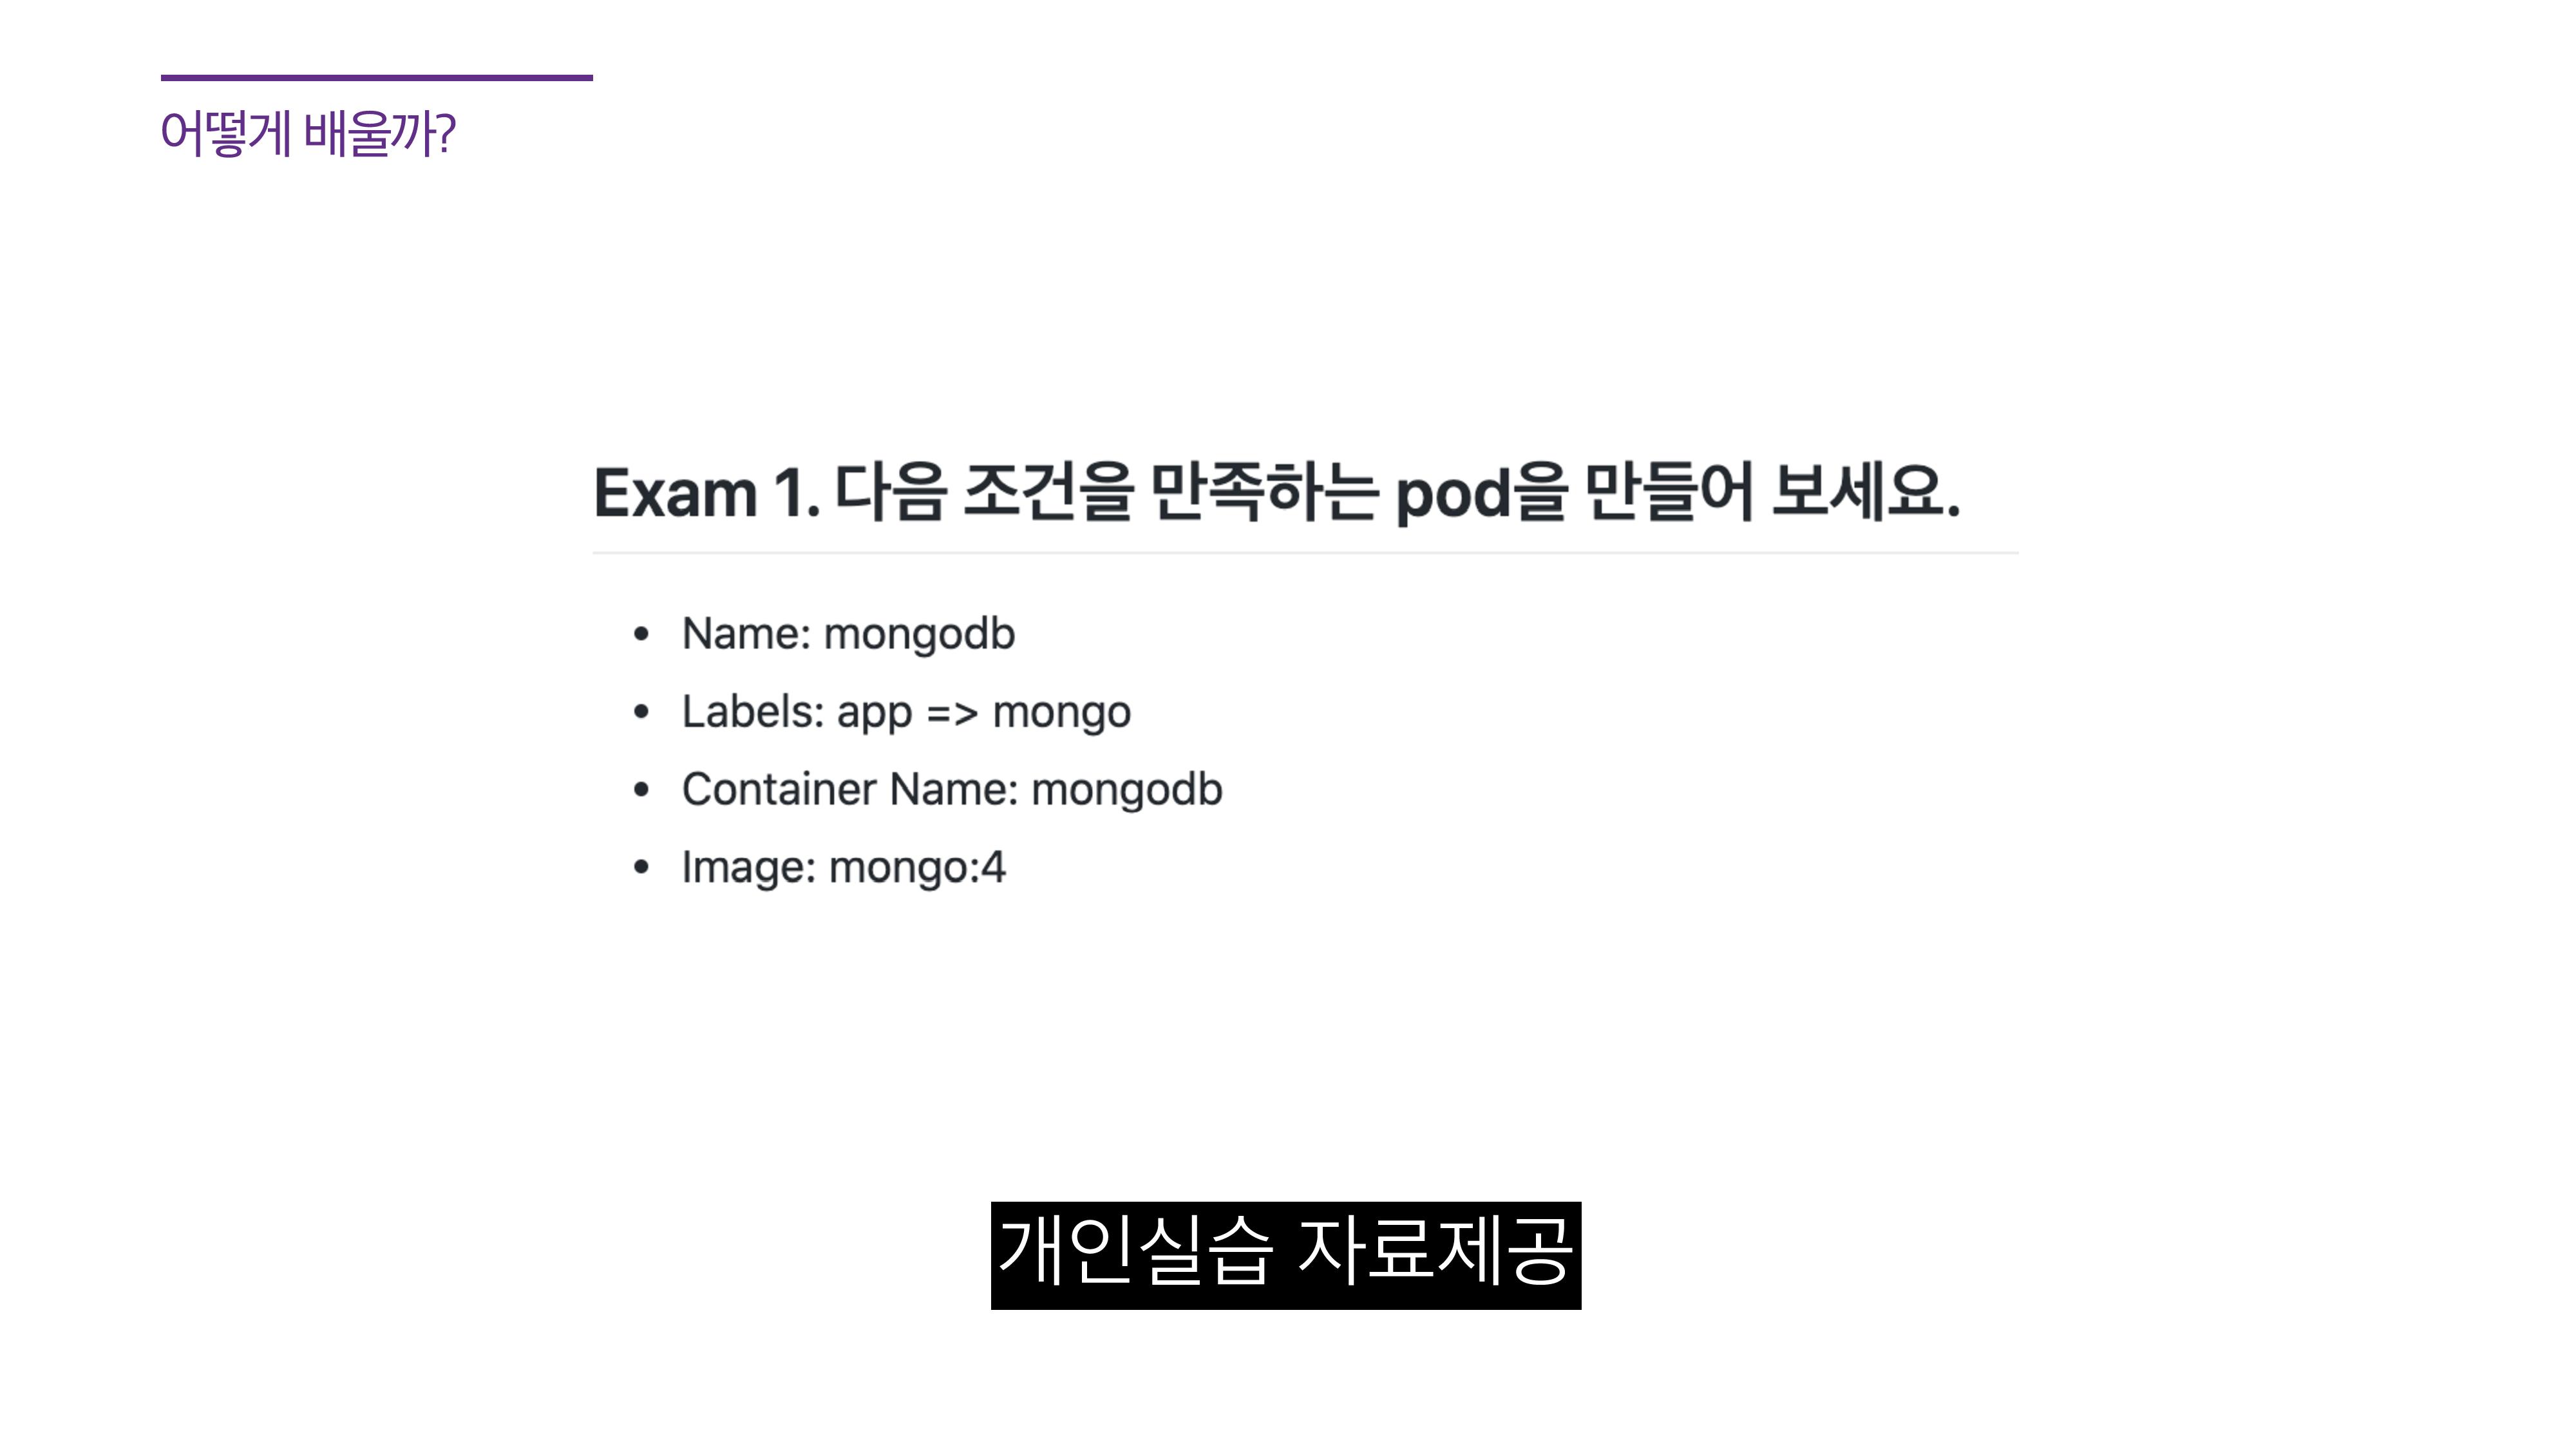 어떻게 배울까?
Exam 1. 다음 조건을 만족하는 pod을 만들어 보세요.
• Name: mongodb
• Labels: app => mongo
• Container Name: mongodb
• Image: mongo:4
개인실습 자료제공